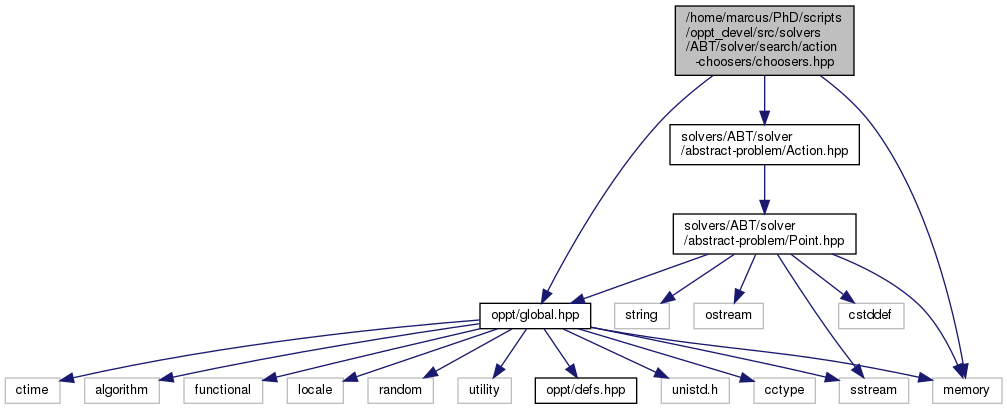 /home/marcus/PhD/scripts
/oppt_devel/src/solvers
/ABT/solver/search/action
-choosers/choosers.hpp
solvers/ABT/solver
/abstract-problem/Action.hpp
solvers/ABT/solver
/abstract-problem/Point.hpp
oppt/global.hpp
string
ostream
cstddef
ctime
algorithm
functional
locale
random
utility
oppt/defs.hpp
unistd.h
cctype
sstream
memory